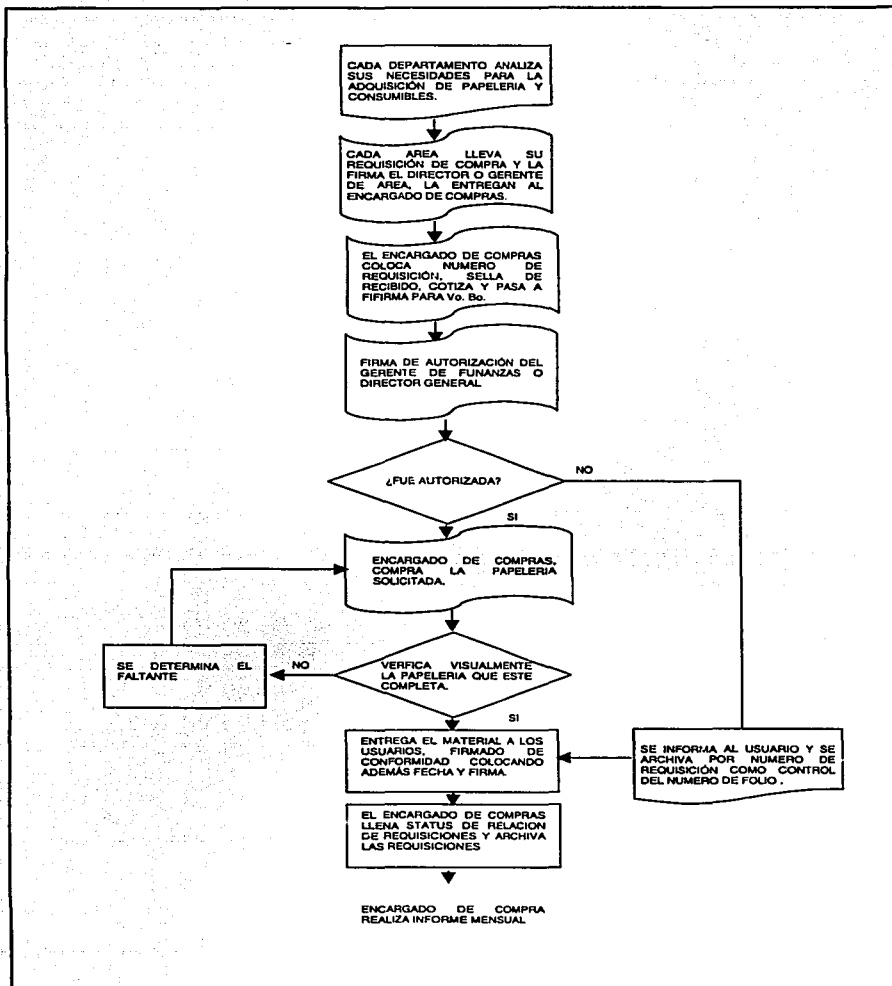 CADA DEPARTAMENTO ANALIZA
SUS NECESIDADES PARA LA
ADQUISICIÓN DE PAPELERIA Y
CONSUMIBLES.
CADA AREA LLEVA SU
REQUISICIÓN DE COMPRA Y LA
FIRMA EL DIRECTOR O GERENTE
DE AREA, LA ENTREGAN AL
ENCARGADO DE COMPRAS.
EL ENCARGADO DE COMPRAS
COLOCA NUMERO DE
REQUISICIÓN, SELLA DE
RECIBIDO, COTIZA Y PASA A
FIFIRMA PARA Vo. Bo.
FIRMA DE AUTORIZACIÓN DEL
GERENTE DE FUNANZAS O
DIRECTOR GENERAL
¿FUE AUTORIZADA?
NO
SI
ENCARGADO DE COMPRAS,
COMPRA LA PAPELERIA
SOLICITADA.
SE DETERMINA EL
FALTANTE
NO
VERFICA VISUALMENTE
LA PAPELERIA QUE ESTE
COMPLETA.
SI
ENTREGA EL MATERIAL A LOS
USUARIOS, FIRMADO DE
CONFORMIDAD COLOCANDO
ADEMÁS FECHA Y FIRMA.
SE INFORMA AL USUARIO Y SE
ARCHIVA POR NUMERO DE
REQUISICIÓN COMO CONTROL
DEL NUMERO DE FOLIO .
EL ENCARGADO DE COMPRAS
LLENA STATUS DE RELACION
DE REQUISICIONES Y ARCHIVA
LAS REQUISICIONES
ENCARGADO DE COMPRA
REALIZA INFORME MENSUAL